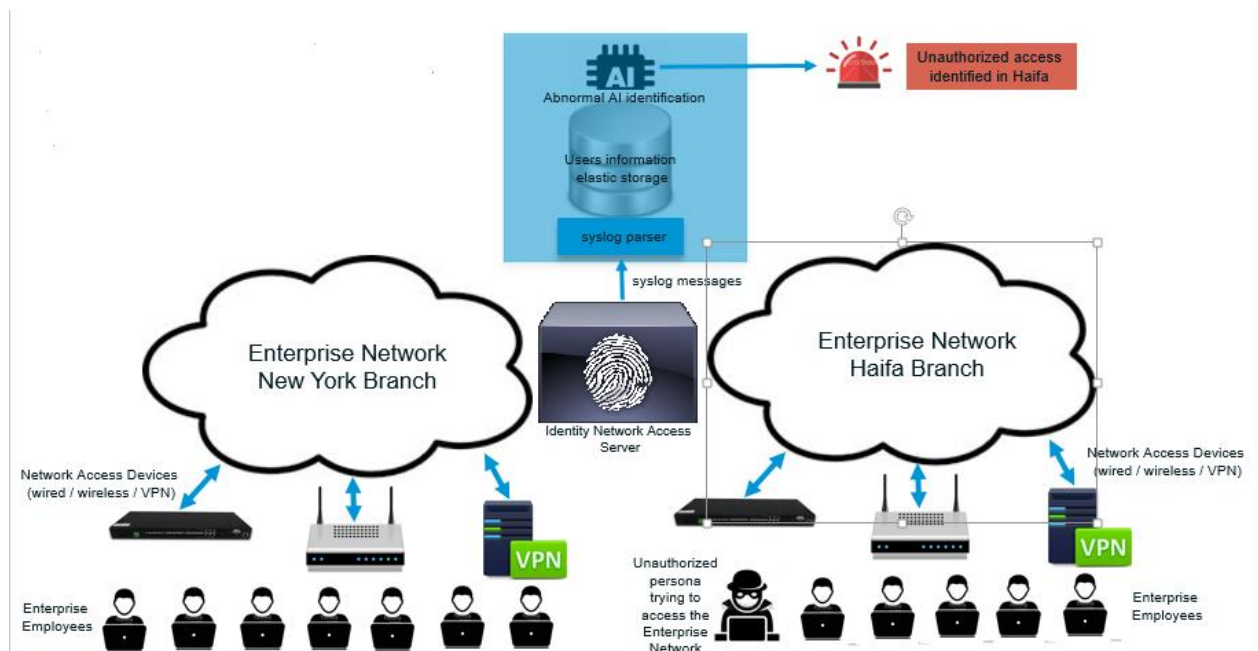 AI
Abnormal AI identification
Unauthorized access
identified in Haifa
Users information
elastic storage
syslog parser
syslog messages
Enterprise Network
New York Branch
Enterprise Network
Haifa Branch
Identity Network Access
Server
Network Access Devices
(wired / wireless / VPN)
Network Access Devices
(wired / wireless / VPN)
VPN
VPN
Enterprise
Employees
Unauthorized
persona
trying to
access the
Enterprise
Network
Enterprise
Employees